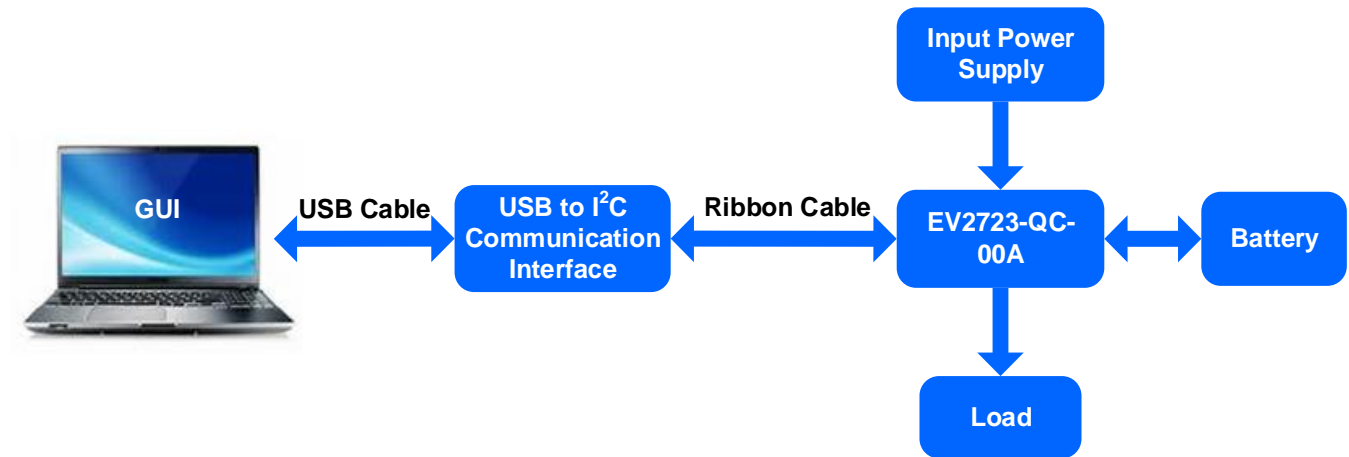 Input Power
Supply
GUI
USB Cable
USB to I²C
Communication
Interface
Ribbon Cable
EV2723-QC-
00A
Battery
Load